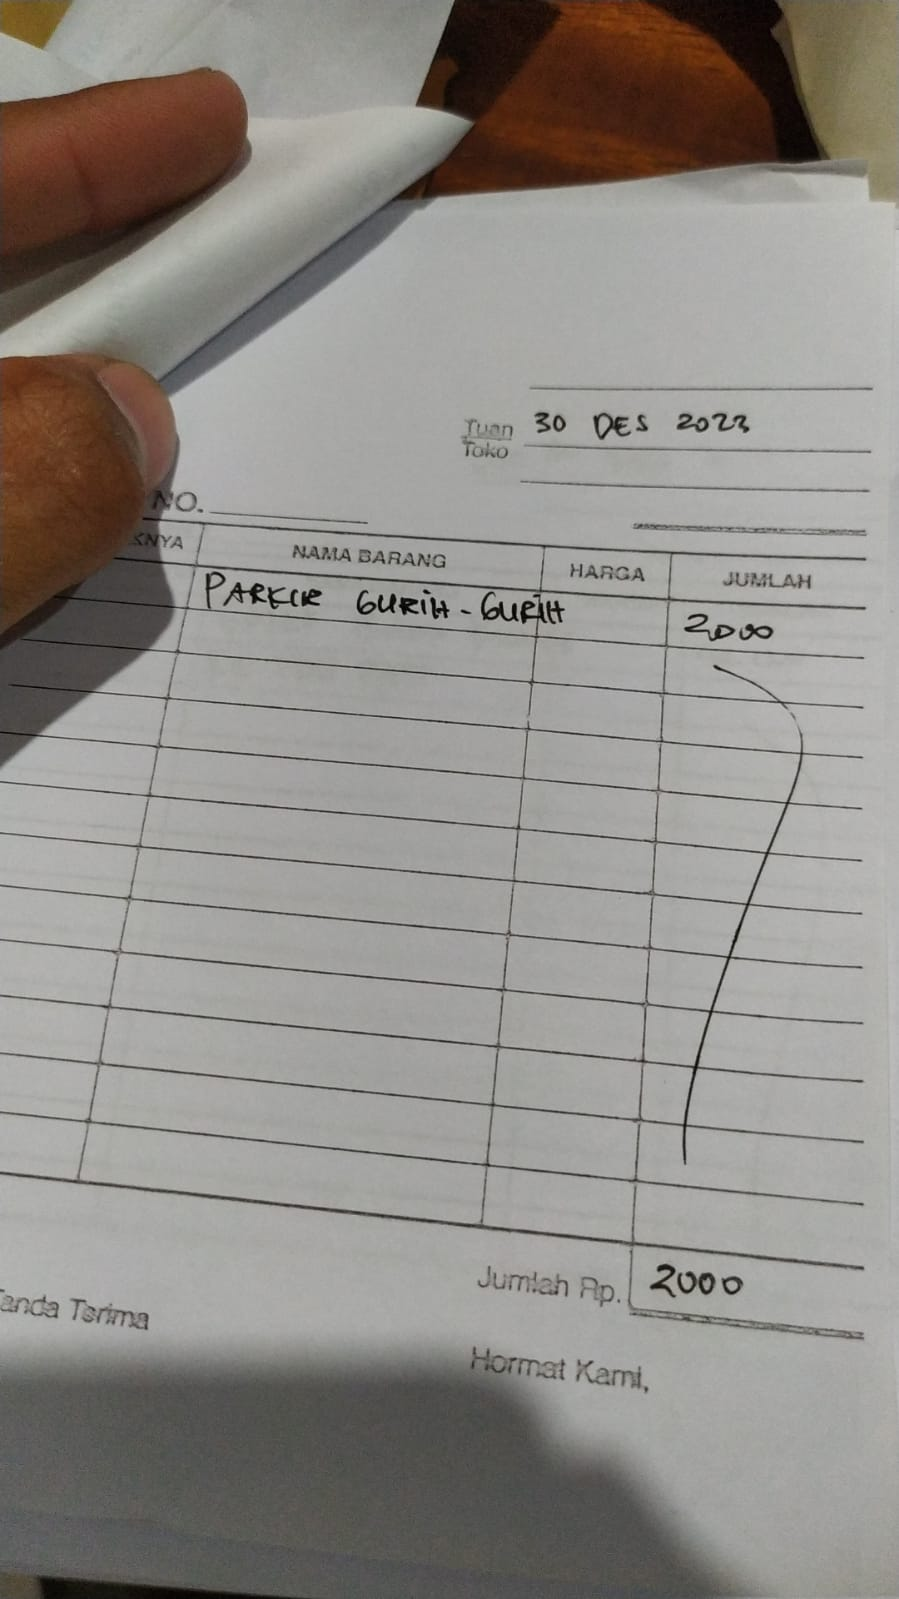 Tuan 30 DES 2023
Toko
NO.
KNYA NAMA BARANG HARGA JUMLAH
PARKIR GURIH-GURIH 2000
Jumlah Rp. 2000
Tanda Terima
Hormat Kami,